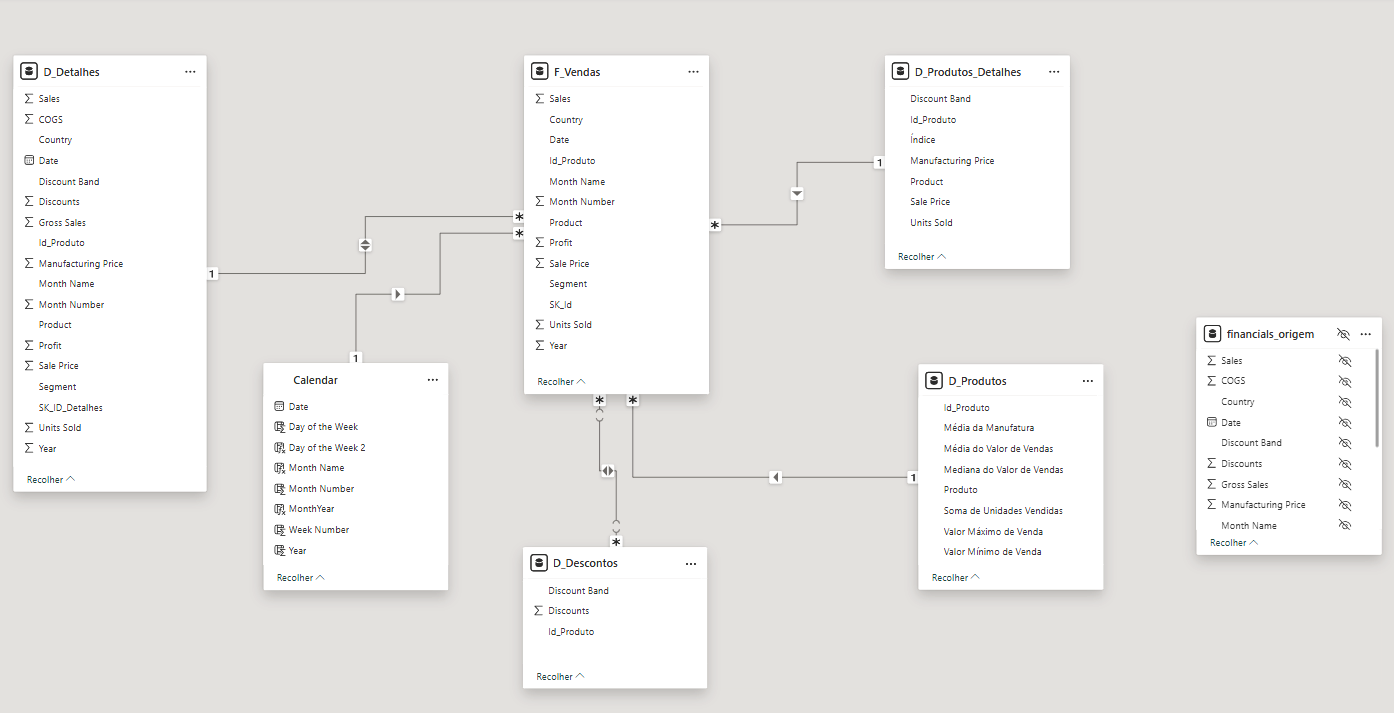 D_Detalhes
Sales
COGS
Country
Date
Discount Band
Discounts
Gross Sales
Id_Produto
Manufacturing Price
Month Name
Month Number
Product
Profit
Sale Price
Segment
SK_ID_Detalhes
Units Sold
Year
Recolher
1
*
*
F_Vendas
Sales
Country
Date
Id_Produto
Month Name
Month Number
Product
Profit
Sale Price
Segment
SK_Id
Units Sold
Year
Recolher
*
1
D_Produtos_Detalhes
Discount Band
Id_Produto
Índice
Manufacturing Price
Product
Sale Price
Units Sold
Recolher
1
Calendar
Date
Day of the Week
Day of the Week 2
Month Name
Month Number
MonthYear
Week Number
Year
Recolher
*
*
*
D_Descontos
Discount Band
Discounts
Id_Produto
Recolher
1
D_Produtos
Id_Produto
Média da Manufatura
Média do Valor de Vendas
Mediana do Valor de Vendas
Produto
Soma de Unidades Vendidas
Valor Máximo de Venda
Valor Mínimo de Venda
Recolher
financials_origem
Sales
COGS
Country
Date
Discount Band
Discounts
Gross Sales
Manufacturing Price
Month Name
Recolher